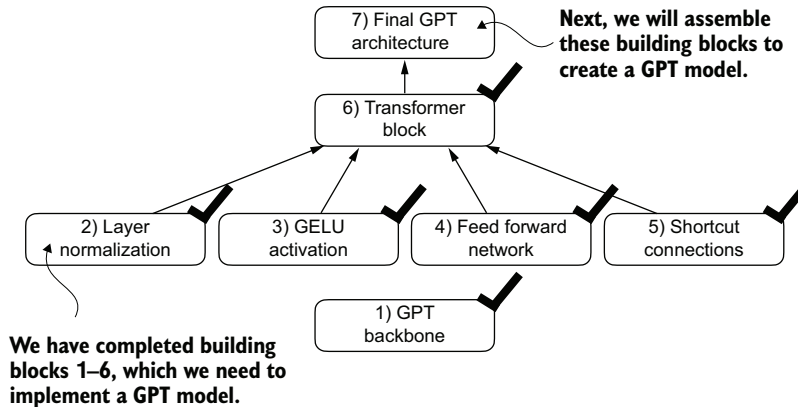 7) Final GPT
architecture
Next, we will assemble
these building blocks to
create a GPT model.
6) Transformer
block
2) Layer
normalization
3) GELU
activation
4) Feed forward
network
5) Shortcut
connections
1) GPT
backbone
We have completed building
blocks 1–6, which we need to
implement a GPT model.